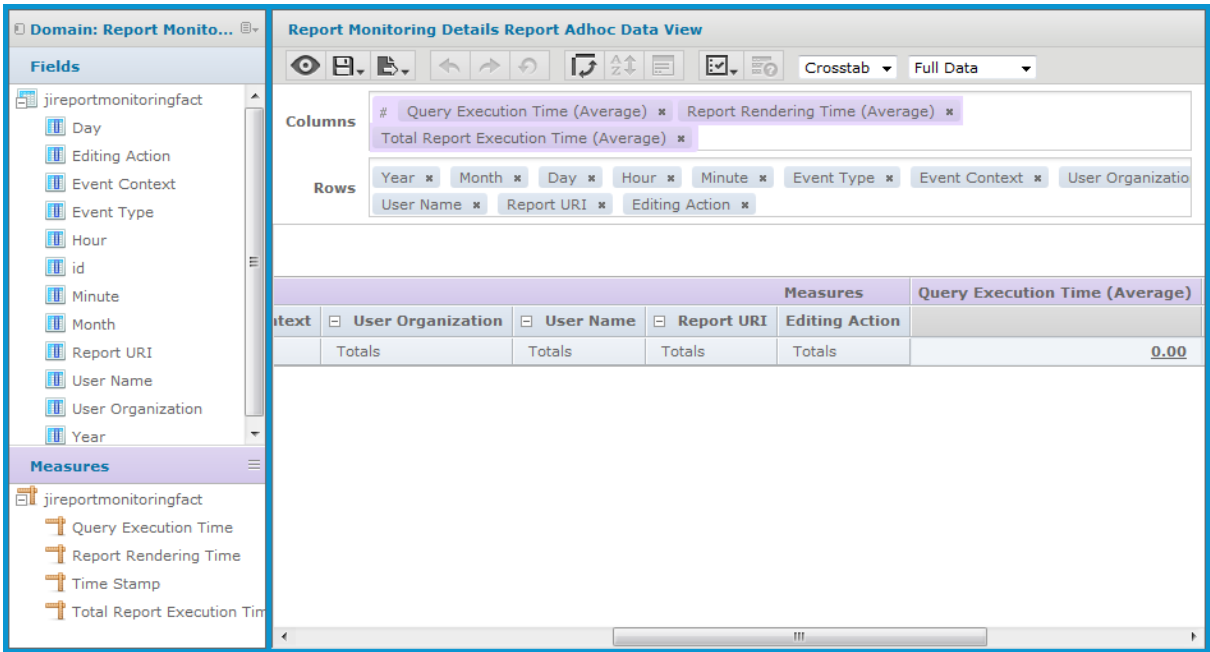 Domain: Report Monito...
Fields
jireportmonitoringfact
Day
Editing Action
Event Context
Event Type
Hour
id
Minute
Month
Report URI
User Name
User Organization
Year
Measures
jireportmonitoringfact
Query Execution Time
Report Rendering Time
Time Stamp
Total Report Execution Tim
Report Monitoring Details Report Adhoc Data View
Crosstab Full Data
Columns # Query Execution Time (Average) × Report Rendering Time (Average) ×
Total Report Execution Time (Average) ×
Rows Year × Month × Day × Hour × Minute × Event Type × Event Context × User Organizatio
User Name × Report URI × Editing Action ×
Measures Query Execution Time (Average)
ntext User Organization User Name Report URI Editing Action
Totals Totals Totals Totals 0.00